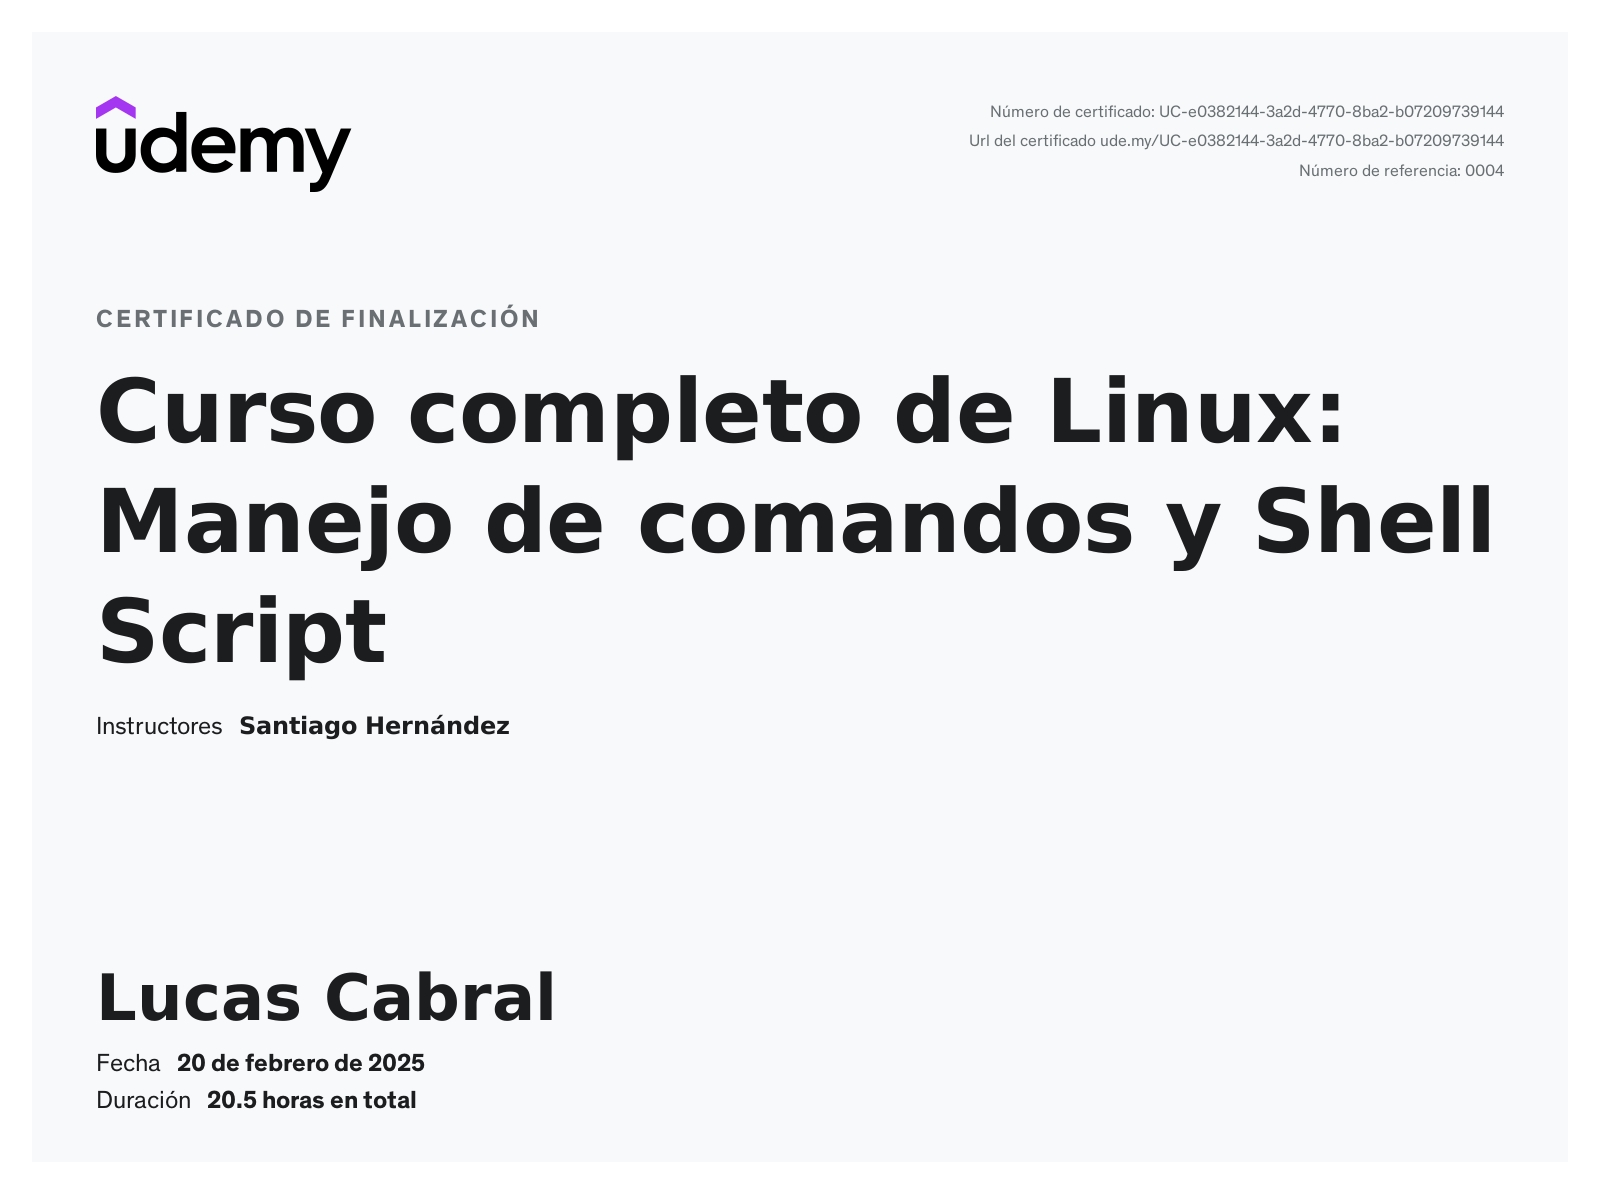 udemy
Número de certificado: UC-e0382144-3a2d-4770-8ba2-b07209739144
Url del certificado ude.my/UC-e0382144-3a2d-4770-8ba2-b07209739144
Número de referencia: 0004
CERTIFICADO DE FINALIZACIÓN
Curso completo de Linux:
Manejo de comandos y Shell
Script
Instructores Santiago Hernández
Lucas Cabral
Fecha 20 de febrero de 2025
Duración 20.5 horas en total